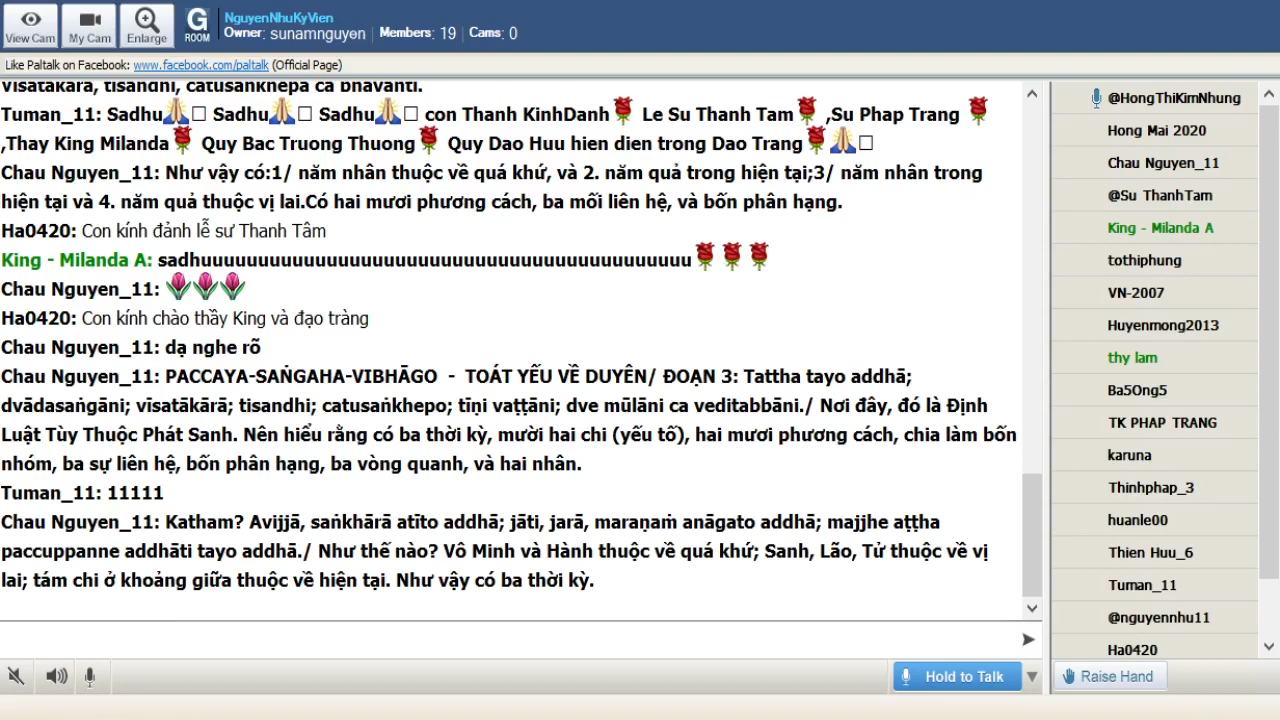 View Cam
My Cam
Enlarge
G
ROOM
NguyenNhuKyVien
Owner: sunamnguyen | Members: 19 | Cams: 0
Like Paltalk on Facebook: www.facebook.com/paltalk (Official Page)
vīsatākārā, tisandhi, catusaṅkhepā ca bhavanti.
Tuman_11: Sadhu🙏□ Sadhu🙏□ Sadhu🙏□ con Thanh KinhDanh🌹 Le Su Thanh Tam🌹 ,Su Phap Trang 🌹
,Thay King Milanda🌹 Quy Bac Truong Thuong🌹 Quy Dao Huu hien dien trong Dao Trang🌹🙏□
Chau Nguyen_11: Như vậy có:1/ năm nhân thuộc về quá khứ, và 2. năm quả trong hiện tại;3/ năm nhân trong
hiện tại và 4. năm quả thuộc vị lai.Có hai mươi phương cách, ba mối liên hệ, và bốn phân hạng.
Ha0420: Con kính đảnh lễ sư Thanh Tâm
King - Milanda A: sadhuuuuuuuuuuuuuuuuuuuuuuuuuuuuuuuuuuuuuuuuuuu🌹🌹🌹
Chau Nguyen_11: 🌷🌷🌷
Ha0420: Con kính chào thầy King và đạo tràng
Chau Nguyen_11: dạ nghe rõ
Chau Nguyen_11: PACCAYA-SAṄGAHA-VIBHĀGO - TOÁT YẾU VỀ DUYÊN/ ĐOẠN 3: Tattha tayo addhā;
dvādasaṅgāni; vīsatākārā; tisandhi; catusaṅkhepo; tīṇi vaṭṭāni; dve mūlāni ca veditabbāni./ Nơi đây, đó là Định
Luật Tùy Thuộc Phát Sanh. Nên hiểu rằng có ba thời kỳ, mười hai chi (yếu tố), hai mươi phương cách, chia làm bốn
nhóm, ba sự liên hệ, bốn phân hạng, ba vòng quanh, và hai nhân.
Tuman_11: 11111
Chau Nguyen_11: Katham? Avijjā, saṅkhārā atīto addhā; jāti, jarā, maraṇaṁ anāgato addhā; majjhe aṭṭha
paccuppanne addhāti tayo addhā./ Như thế nào? Vô Minh và Hành thuộc về quá khứ; Sanh, Lão, Tử thuộc về vị
lai; tám chi ở khoảng giữa thuộc về hiện tại. Như vậy có ba thời kỳ.
@HongThiKimNhung
Hong Mai 2020
Chau Nguyen_11
@Su ThanhTam
King - Milanda A
tothiphung
VN-2007
Huyenmong2013
thy lam
Ba5Ong5
TK PHAP TRANG
karuna
Thinhphap_3
huanle00
Thien Huu_6
Tuman_11
@nguyennhu11
Ha0420
Hold to Talk
Raise Hand